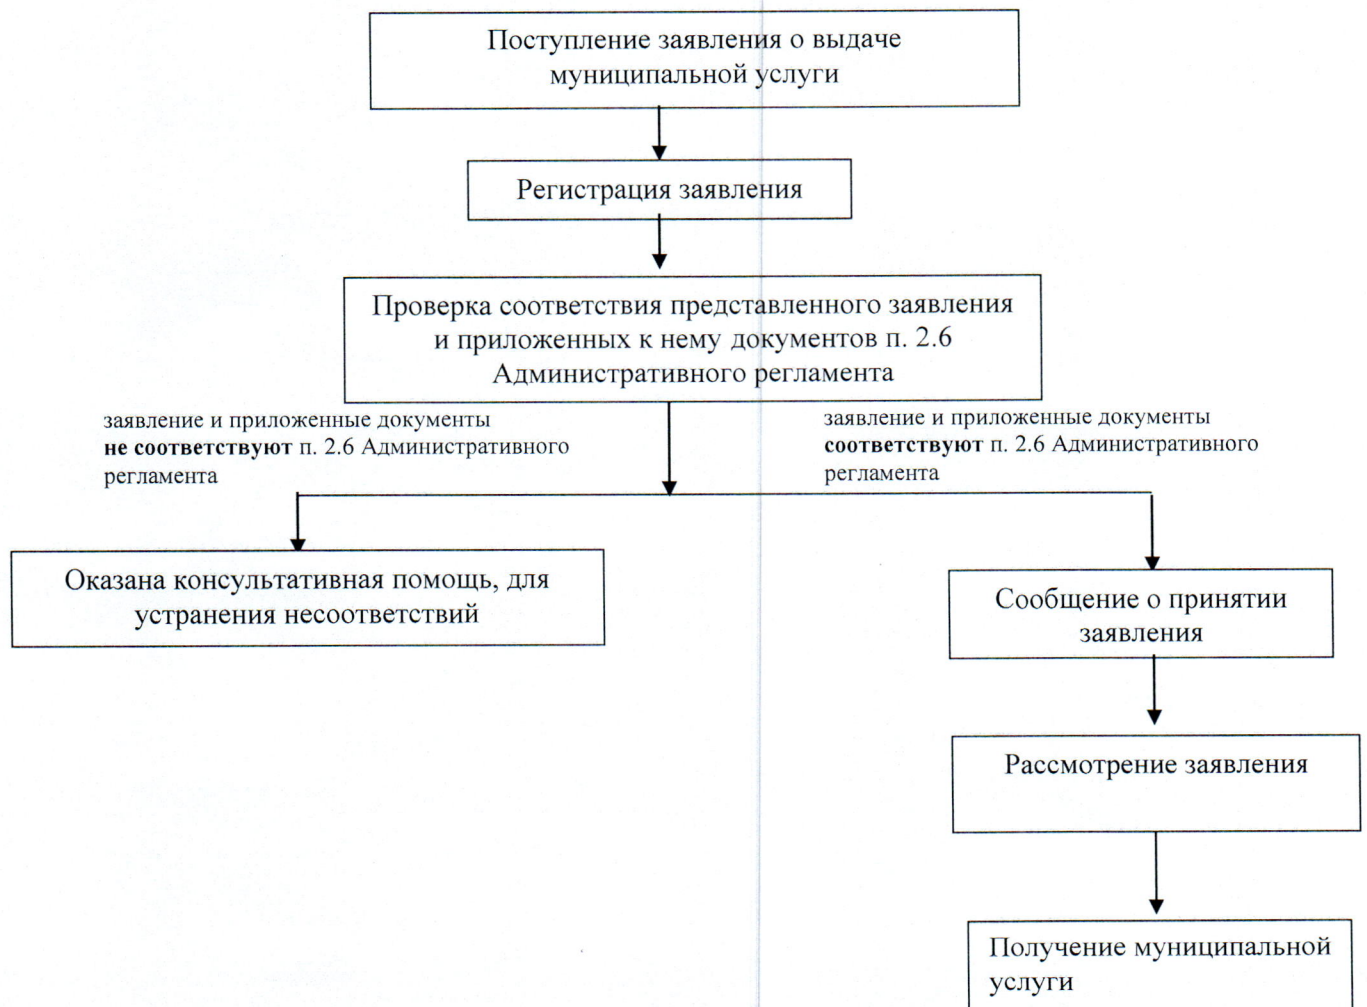 Поступление заявления о выдаче
муниципальной услуги
Регистрация заявления
Проверка соответствия представленного заявления
и приложенных к нему документов п. 2.6
Административного регламента
заявление и приложенные документы
не соответствуют п. 2.6 Административного
регламента
заявление и приложенные документы
соответствуют п. 2.6 Административного
регламента
Оказана консультативная помощь, для
устранения несоответствий
Сообщение о принятии
заявления
Рассмотрение заявления
Получение муниципальной
услуги